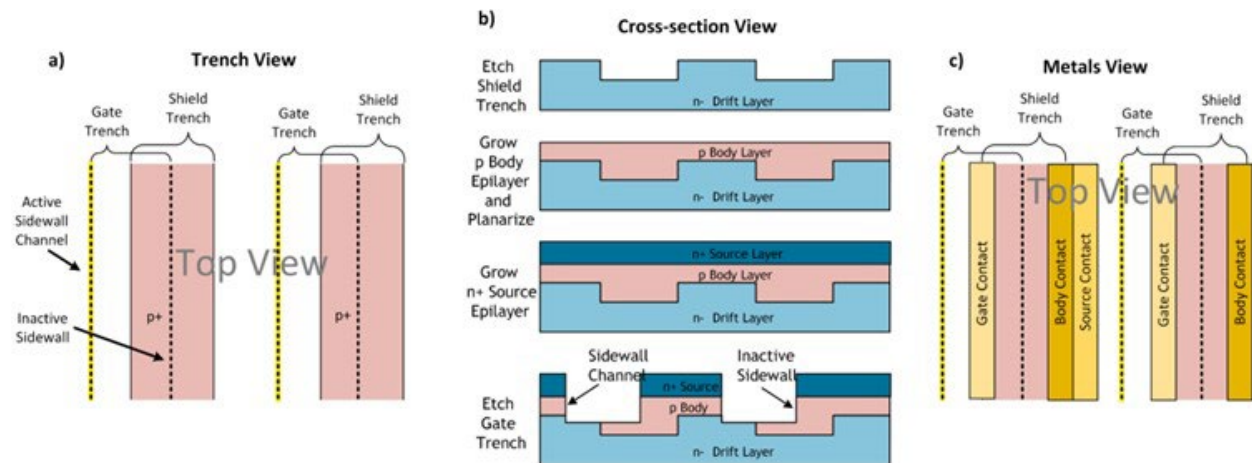 a)
Trench View
Gate
Trench
Shield
Trench
Gate
Trench
Shield
Trench
Active
Sidewall
Channel
Inactive
Sidewall
p+
p+
Top View
b)
Cross-section View
Etch
Shield
Trench
n- Drift Layer
Grow
p Body
Epilayer
and
Planarize
p Body Layer
n- Drift Layer
Grow
n+ Source
Epilayer
n+ Source Layer
p Body Layer
n- Drift Layer
Sidewall
Channel
Inactive
Sidewall
Etch
Gate
Trench
n+ Source
p Body
n- Drift Layer
c)
Metals View
Gate
Trench
Shield
Trench
Gate
Trench
Shield
Trench
Top View
Gate Contact
Body Contact
Source Contact
Gate Contact
Body Contact